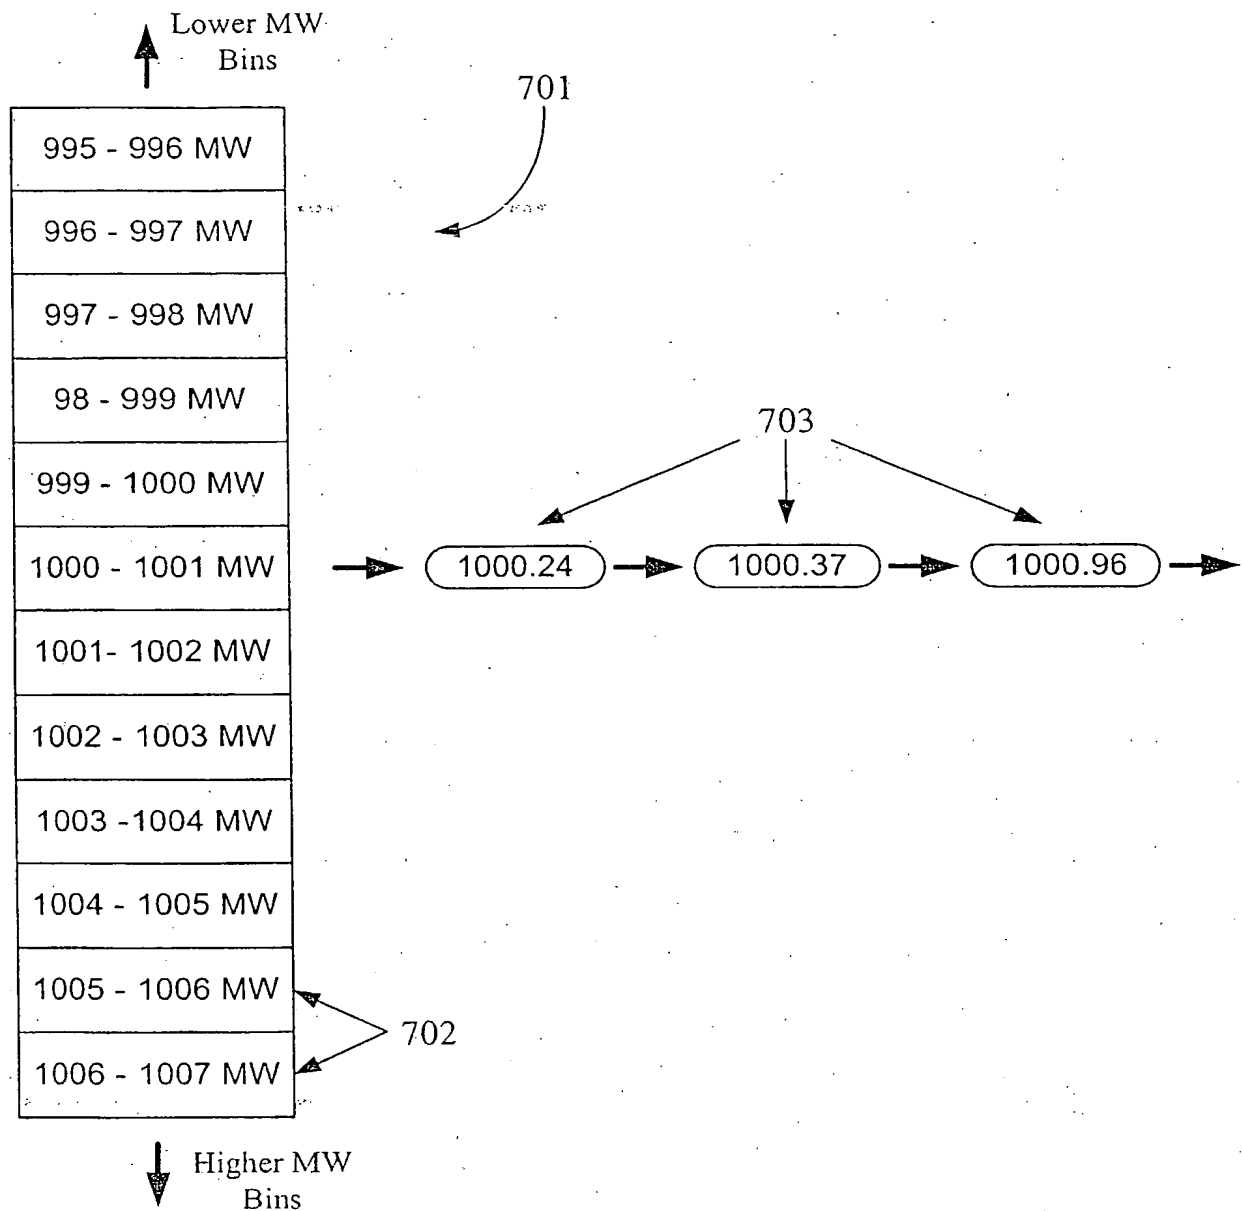 Lower MW
Bins
701
995 - 996 MW
996 - 997 MW
997 - 998 MW
98 - 999 MW
703
999 - 1000 MW
1000 - 1001 MW
1000.24
1000.37
1000.96
1001- 1002 MW
1002 - 1003 MW
1003 -1004 MW
1004 - 1005 MW
1005 - 1006 MW
702
1006 - 1007 MW
Higher MW
Bins